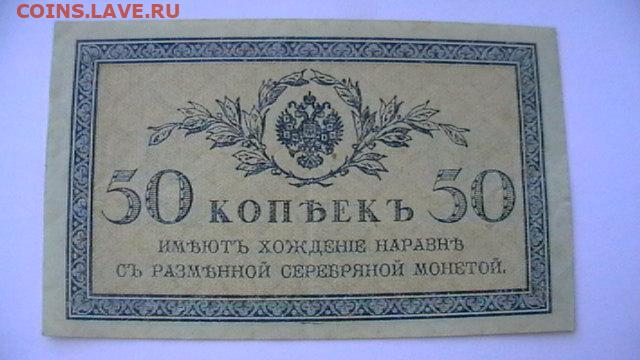 COINS.LAVE.RU
50 КОПѢЕКЪ 50
ИМѢЮТЪ ХОЖДЕНІЕ НАРАВНѢ
СЪ РАЗМѢННОЙ СЕРЕБРЯНОЙ МОНЕТОЙ.